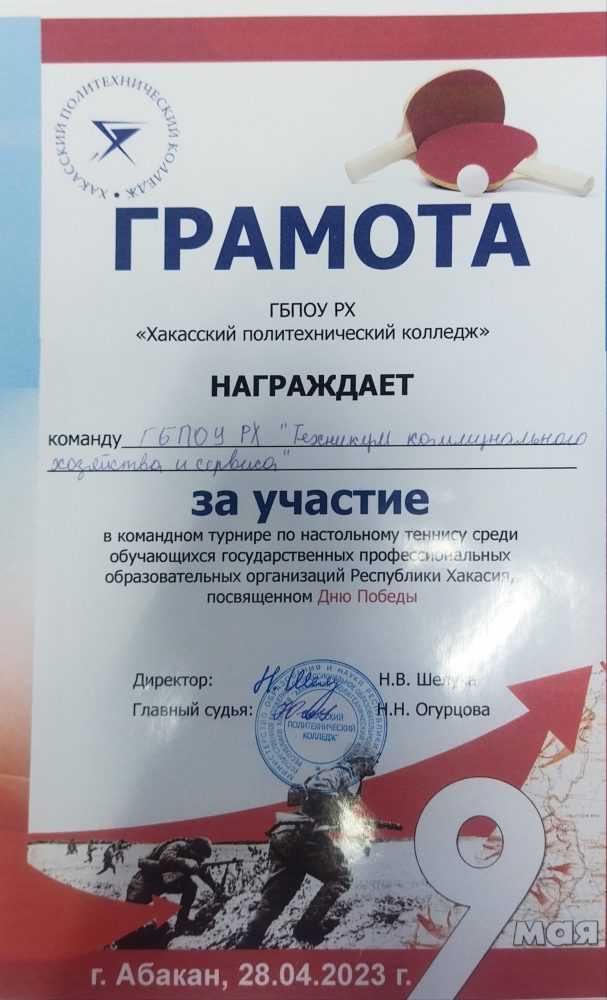 ХАКАССКИЙ ПОЛИТЕХНИЧЕСКИЙ КОЛЛЕДЖ •
ГРАМОТА
ГБПОУ РХ
«Хакасский политехнический колледж»
НАГРАЖДАЕТ
команду ГБПОУ РХ "Техникум коммунального
хозяйства и сервиса"
за участие
в командном турнире по настольному теннису среди
обучающихся государственных профессиональных
образовательных организаций Республики Хакасия,
посвященном Дню Победы
Директор: Н.В. Шелуха
Главный судья: Н.Н. Огурцова
ПОЛИТЕХНИЧЕСКИЙ
КОЛЛЕДЖ"
9
мая
г. Абакан, 28.04.2023 г.